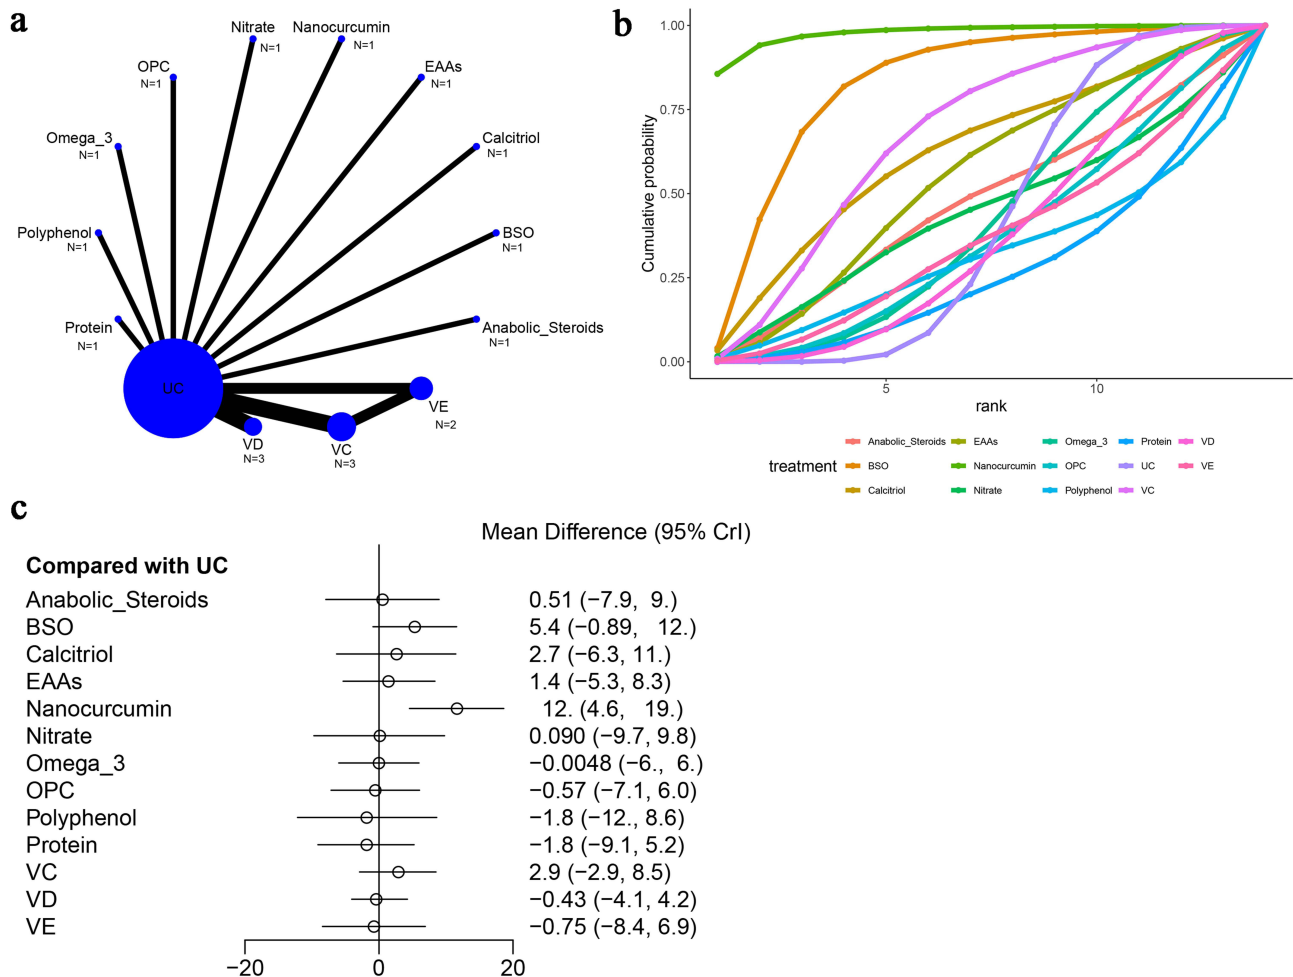 a
Nitrate
N=1
Nanocurcumin
N=1
OPC
N=1
EAAs
N=1
Omega_3
N=1
Calcitriol
N=1
Polyphenol
N=1
BSO
N=1
Protein
N=1
Anabolic_Steroids
N=1
UC
VE
N=2
VD
N=3
VC
N=3
b
1.00
0.75
0.50
0.25
0.00
Cumulative probability
5
10
rank
treatment
Anabolic_Steroids
EAAs
Omega_3
Protein
VD
BSO
Nanocurcumin
OPC
UC
VE
Calcitriol
Nitrate
Polyphenol
VC
c
Mean Difference (95% CrI)
Compared with UC
Anabolic_Steroids 0.51 (−7.9, 9.)
BSO 5.4 (−0.89, 12.)
Calcitriol 2.7 (−6.3, 11.)
EAAs 1.4 (−5.3, 8.3)
Nanocurcumin 12. (4.6, 19.)
Nitrate 0.090 (−9.7, 9.8)
Omega_3 −0.0048 (−6., 6.)
OPC −0.57 (−7.1, 6.0)
Polyphenol −1.8 (−12., 8.6)
Protein −1.8 (−9.1, 5.2)
VC 2.9 (−2.9, 8.5)
VD −0.43 (−4.1, 4.2)
VE −0.75 (−8.4, 6.9)
−20 0 20